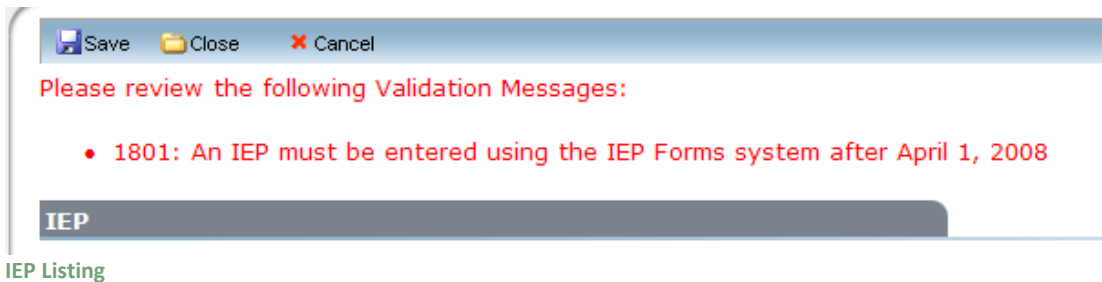 Save Close Cancel
Please review the following Validation Messages:
• 1801: An IEP must be entered using the IEP Forms system after April 1, 2008
IEP
IEP Listing